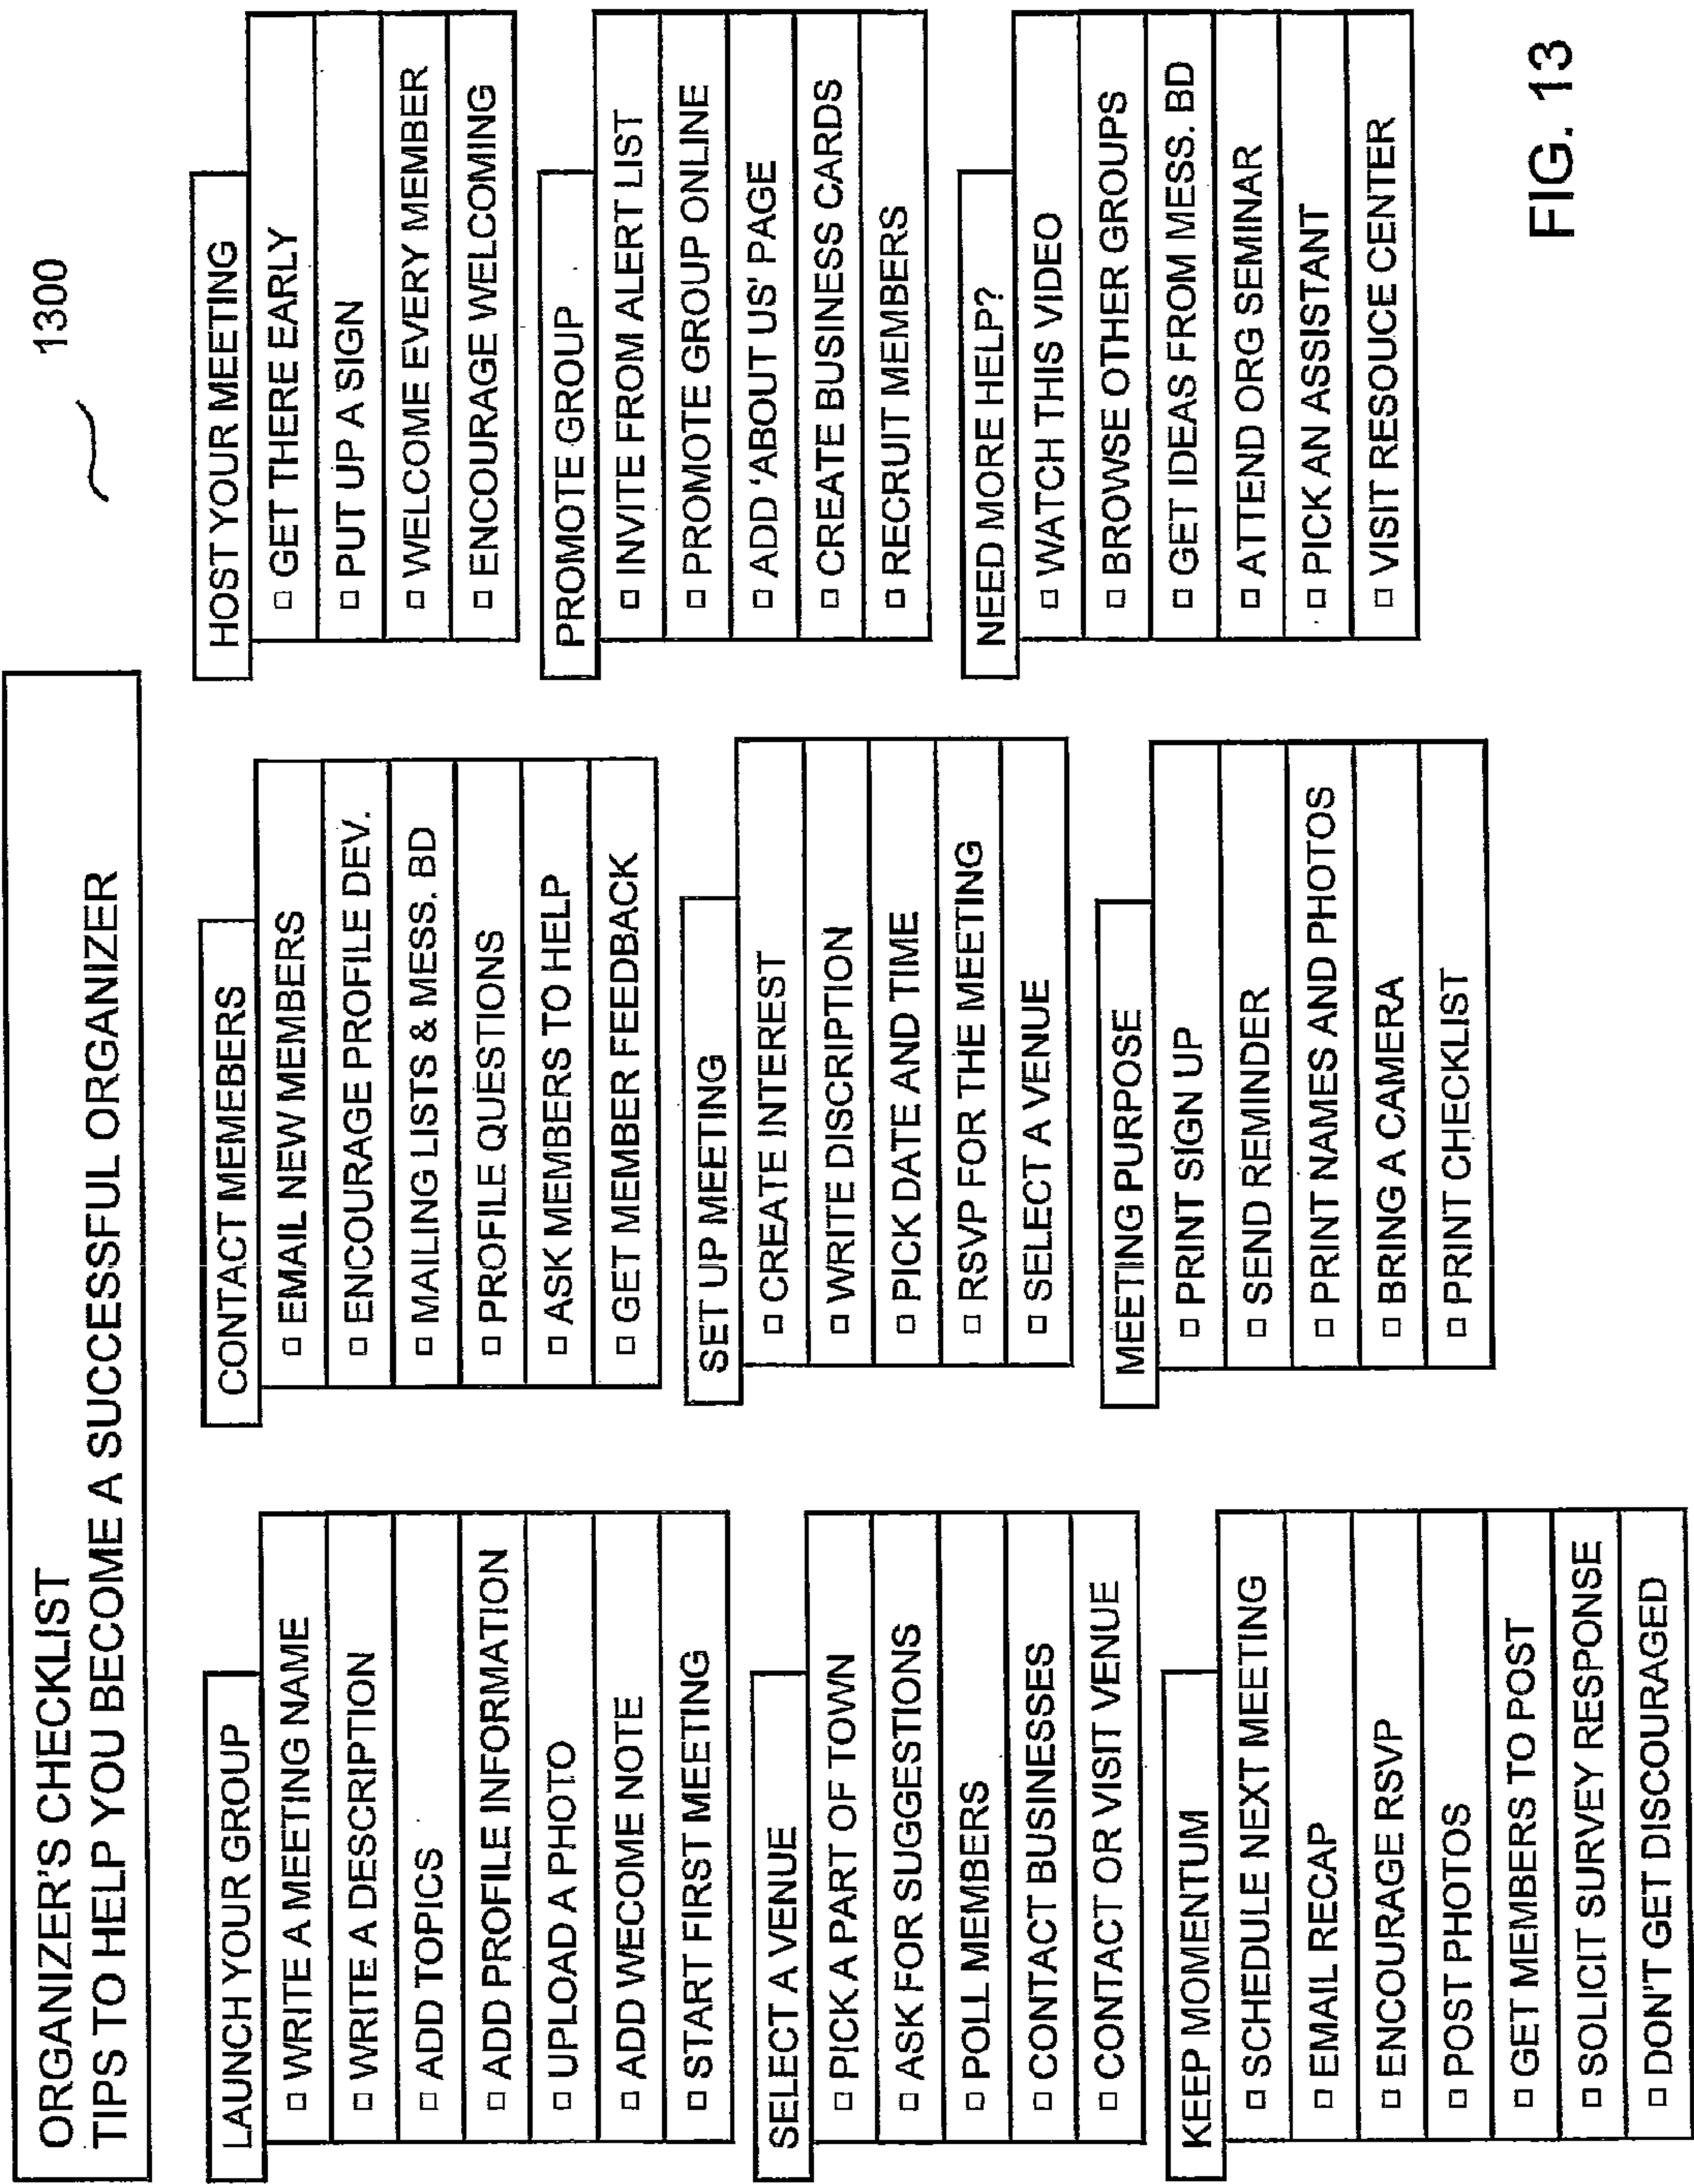 1300
ORGANIZER'S CHECKLIST
TIPS TO HELP YOU BECOME A SUCCESSFUL ORGANIZER
LAUNCH YOUR GROUP
WRITE A MEETING NAME
WRITE A DESCRIPTION
ADD TOPICS
ADD PROFILE INFORMATION
UPLOAD A PHOTO
ADD WECOME NOTE
START FIRST MEETING
SELECT A VENUE
PICK A PART OF TOWN
ASK FOR SUGGESTIONS
POLL MEMBERS
CONTACT BUSINESSES
CONTACT OR VISIT VENUE
KEEP MOMENTUM
SCHEDULE NEXT MEETING
EMAIL RECAP
ENCOURAGE RSVP
POST PHOTOS
GET MEMBERS TO POST
SOLICIT SURVEY RESPONSE
DON'T GET DISCOURAGED
CONTACT MEMEBERS
EMAIL NEW MEMBERS
ENCOURAGE PROFILE DEV.
MAILING LISTS & MESS. BD
PROFILE QUESTIONS
ASK MEMBERS TO HELP
GET MEMBER FEEDBACK
SET UP MEETING
CREATE INTEREST
WRITE DISCRIPTION
PICK DATE AND TIME
RSVP FOR THE MEETING
SELECT A VENUE
MEETING PURPOSE
PRINT SIGN UP
SEND REMINDER
PRINT NAMES AND PHOTOS
BRING A CAMERA
PRINT CHECKLIST
HOST YOUR MEETING
GET THERE EARLY
PUT UP A SIGN
WELCOME EVERY MEMBER
ENCOURAGE WELCOMING
PROMOTE GROUP
INVITE FROM ALERT LIST
PROMOTE GROUP ONLINE
ADD 'ABOUT US' PAGE
CREATE BUSINESS CARDS
RECRUIT MEMBERS
NEED MORE HELP?
WATCH THIS VIDEO
BROWSE OTHER GROUPS
GET IDEAS FROM MESS. BD
ATTEND ORG SEMINAR
PICK AN ASSISTANT
VISIT RESOUCE CENTER
FIG. 13